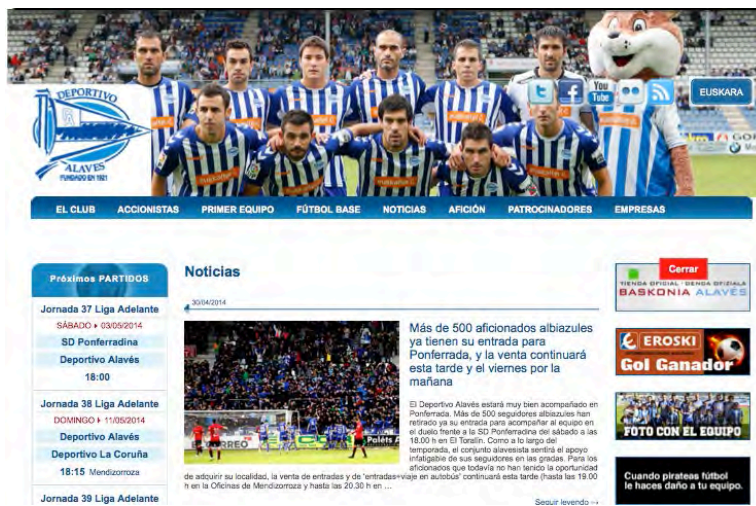 You
Tube
EUSKARA
DEPORTIVO
ALAVÉS
FUNDADO EN 1921
EL CLUB ACCIONISTAS PRIMER EQUIPO FÚTBOL BASE NOTICIAS AFICIÓN PATROCINADORES EMPRESAS
Próximos PARTIDOS
Jornada 37 Liga Adelante
SÁBADO 03/05/2014
SD Ponferradina
Deportivo Alavés
18:00
Jornada 38 Liga Adelante
DOMINGO 11/05/2014
Deportivo Alavés
Deportivo La Coruña
18:15 Mendizorroza
Jornada 39 Liga Adelante
Noticias
30/04/2014
Más de 500 aficionados albiazules
ya tienen su entrada para
Ponferrada, y la venta continuará
esta tarde y el viernes por la
mañana
El Deportivo Alavés estará muy bien acompañado en
Ponferrada. Más de 500 seguidores albiazules han
retirado ya su entrada para acompañar al equipo en
el duelo frente a la SD Ponferradina del sábado a las
18.00 h en El Toralín. Como a lo largo del
temporada, el conjunto alavesista sentirá el apoyo
infatigable de sus seguidores en las gradas. Para los
aficionados que todavía no han tenido la oportunidad
de adquirir su localidad, la venta de entradas y de 'entradas+viaje en autobús' continuará esta tarde (hasta las 19.00
h en la Oficinas de Mendizorroza y hasta las 20.30 h en ...
Seguir leyendo →
Cerrar
TIENDA OFICIAL · DENDA OFIZIALA
BASKONIA ALAVÉS
EROSKI
Gol Ganador
FOTO CON EL EQUIPO
Cuando pirateas fútbol
le haces daño a tu equipo.